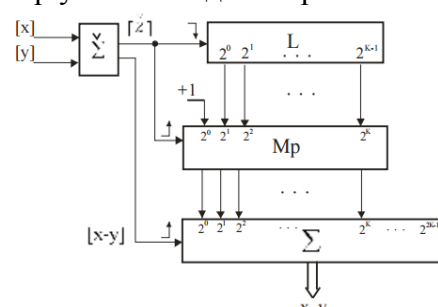 [x]
[y]
Σ
L
2⁰ 2¹ . . . 2ᴷ⁻¹
+1
. . .
2⁰ 2¹ 2² 2ᴷ
Mp
. . .
⌊x-y⌋
2⁰ 2¹ 2² . . . 2ᴷ . . . 2²ᴷ⁻¹
Σ